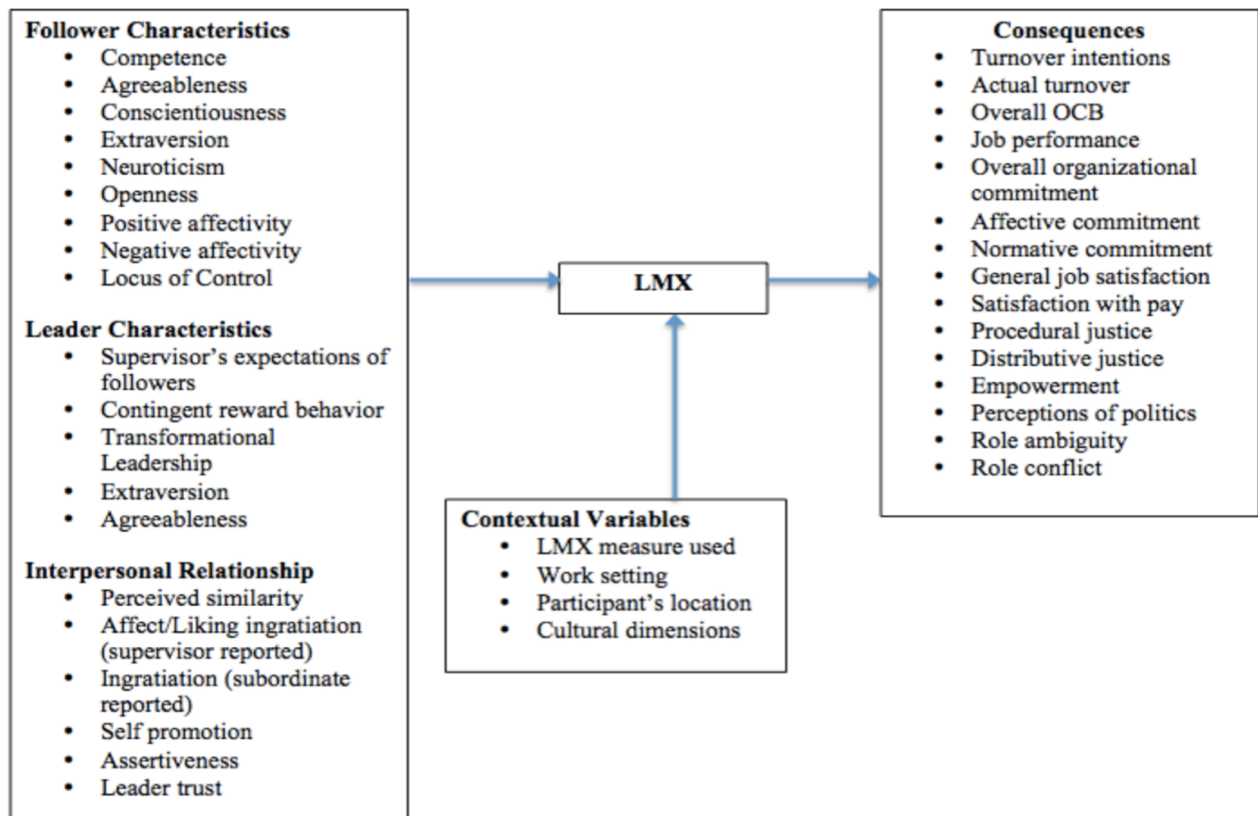 Follower Characteristics
• Competence
• Agreeableness
• Conscientiousness
• Extraversion
• Neuroticism
• Openness
• Positive affectivity
• Negative affectivity
• Locus of Control
Leader Characteristics
• Supervisor’s expectations of
followers
• Contingent reward behavior
• Transformational
Leadership
• Extraversion
• Agreeableness
Interpersonal Relationship
• Perceived similarity
• Affect/Liking ingratiation
(supervisor reported)
• Ingratiation (subordinate
reported)
• Self promotion
• Assertiveness
• Leader trust
LMX
Contextual Variables
• LMX measure used
• Work setting
• Participant’s location
• Cultural dimensions
Consequences
• Turnover intentions
• Actual turnover
• Overall OCB
• Job performance
• Overall organizational
commitment
• Affective commitment
• Normative commitment
• General job satisfaction
• Satisfaction with pay
• Procedural justice
• Distributive justice
• Empowerment
• Perceptions of politics
• Role ambiguity
• Role conflict